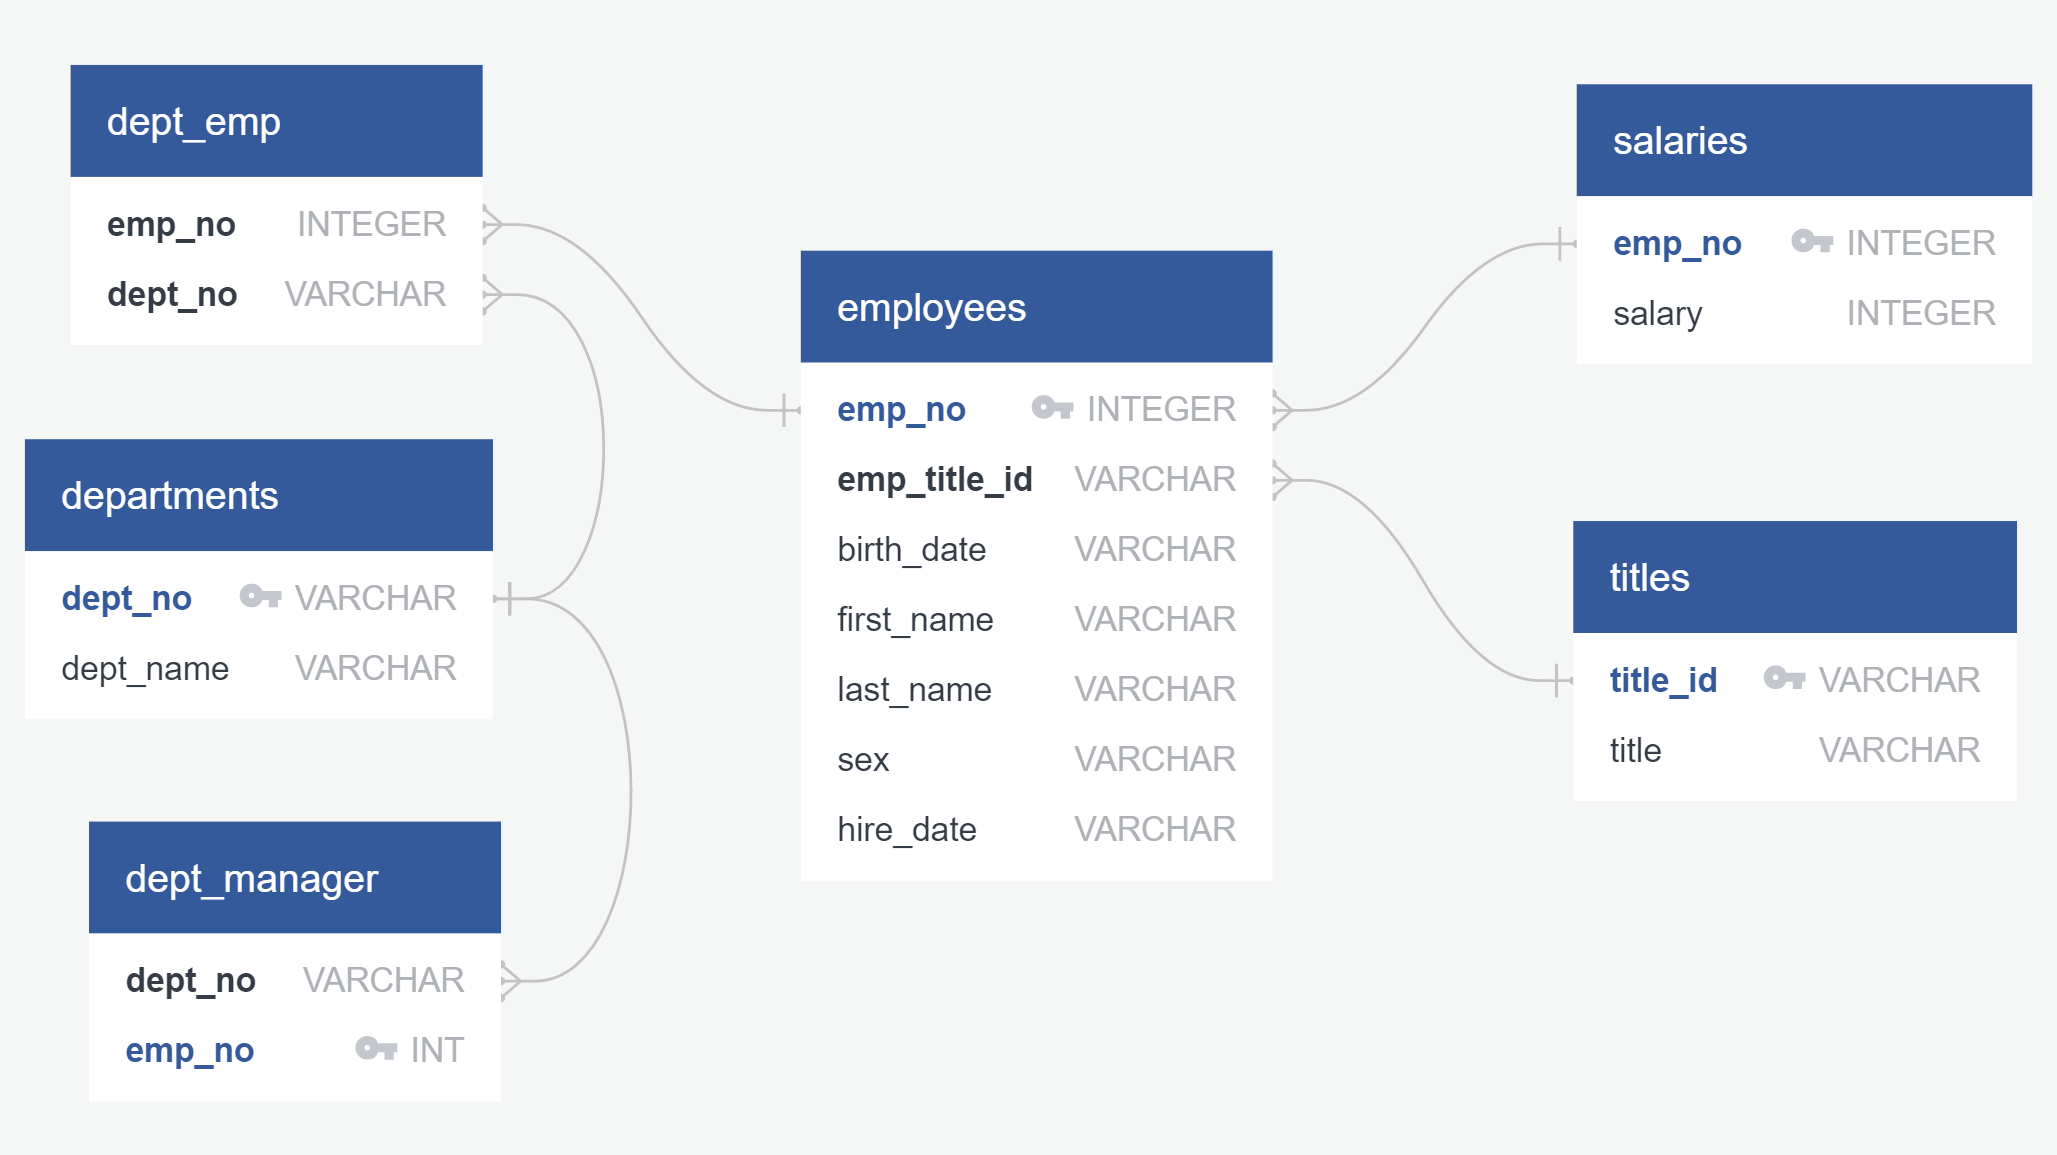 dept_emp
emp_no INTEGER
dept_no VARCHAR
departments
dept_no VARCHAR
dept_name VARCHAR
dept_manager
dept_no VARCHAR
emp_no INT
employees
emp_no INTEGER
emp_title_id VARCHAR
birth_date VARCHAR
first_name VARCHAR
last_name VARCHAR
sex VARCHAR
hire_date VARCHAR
salaries
emp_no INTEGER
salary INTEGER
titles
title_id VARCHAR
title VARCHAR